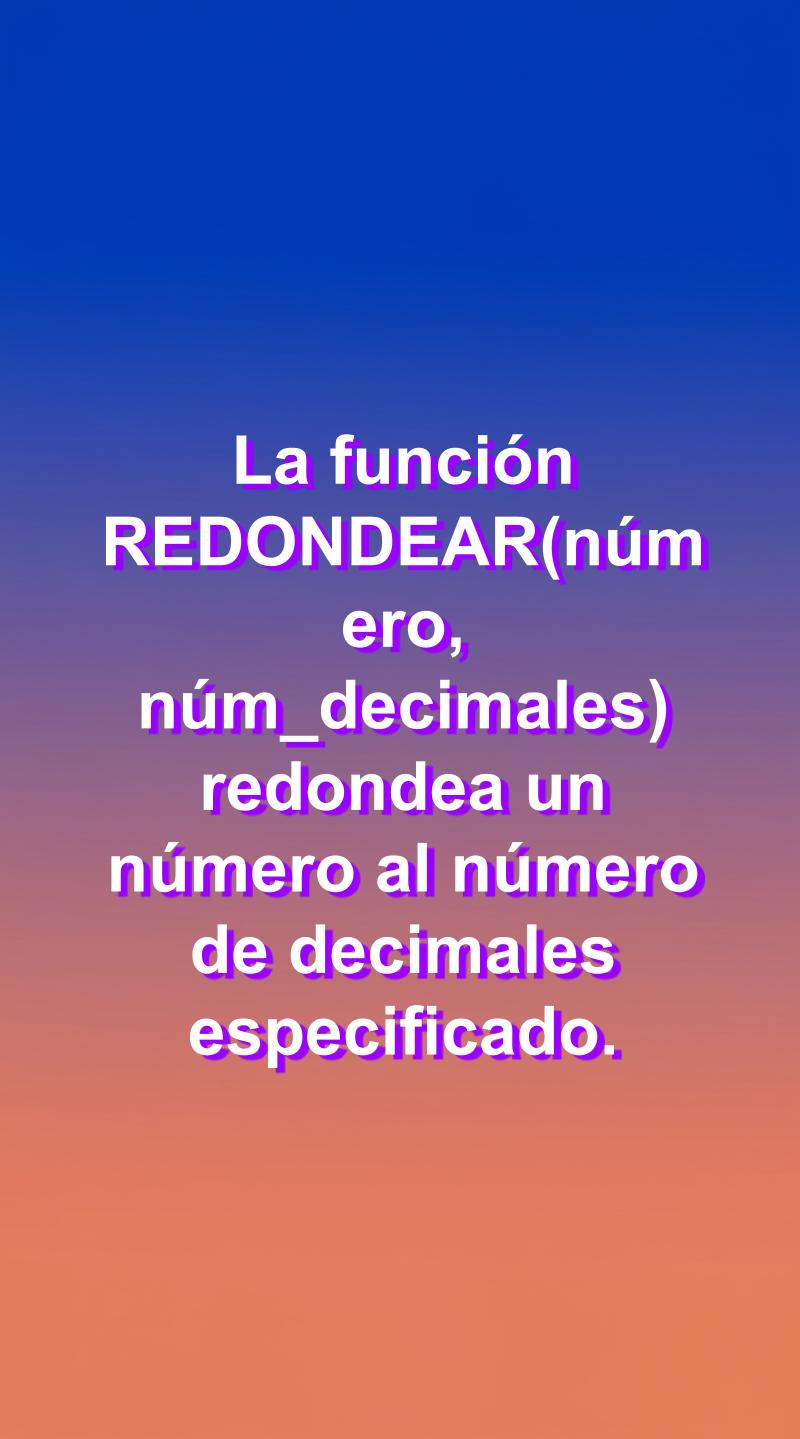 La función
REDONDEAR(núm
ero,
núm_decimales)
redondea un
número al número
de decimales
especificado.